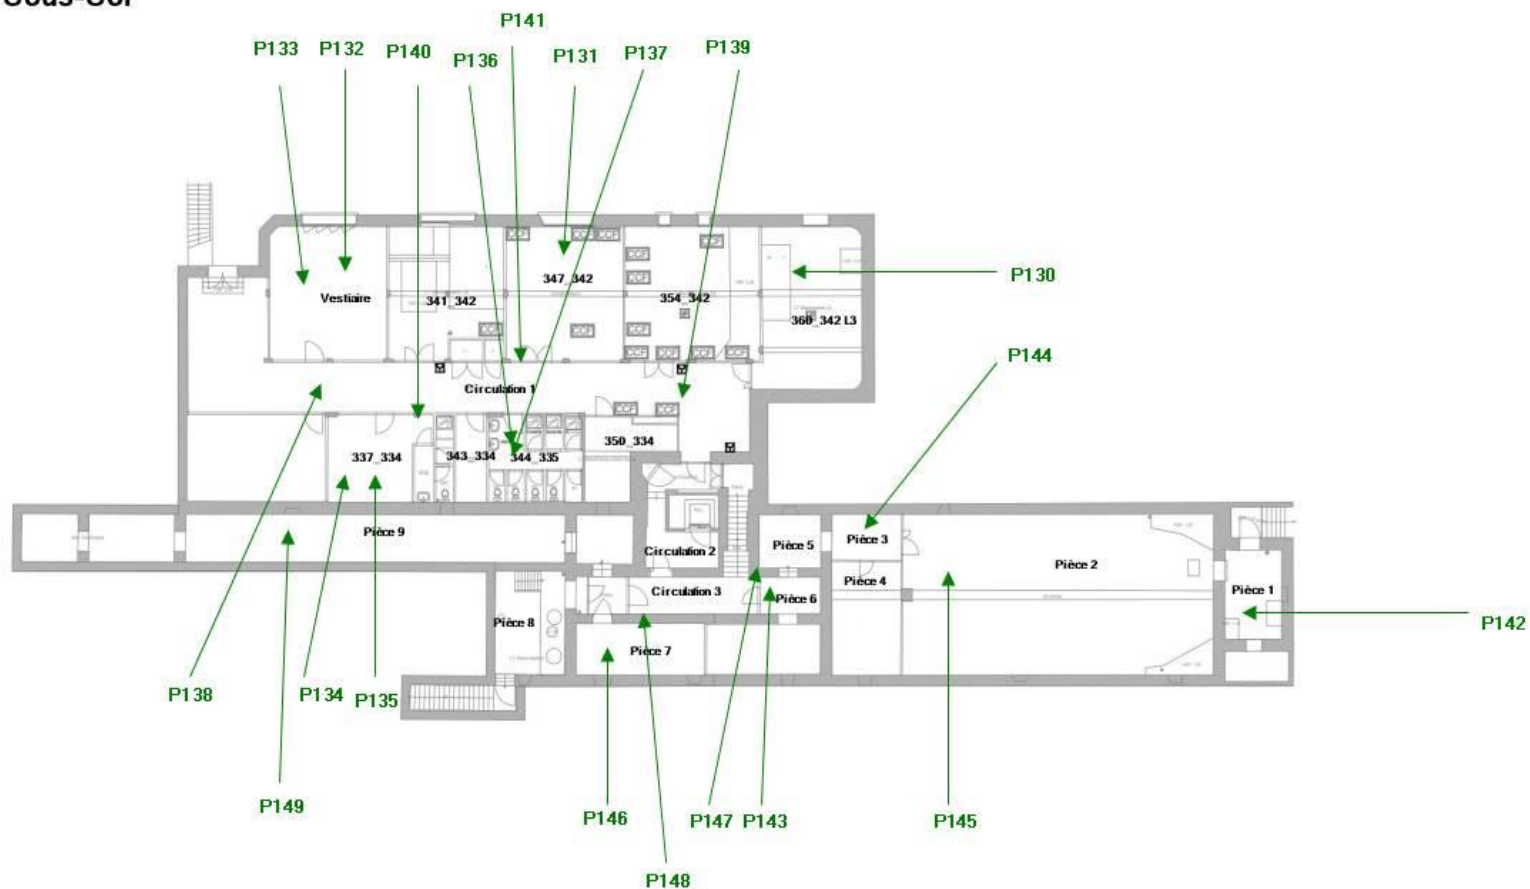 Sous-Sol
P141
P133
P132
P140
P136
P131
P137
P139
P130
347_342
Vestiaire
341_342
354_342
360_342 L3
P144
Circulation 1
350_334
337_334
343_334
344_335
Pièce 9
Circulation 2
Pièce 5
Pièce 3
Pièce 2
Pièce 4
Circulation 3
Pièce 6
Pièce 1
Pièce 8
Pièce 7
P142
P138
P134
P135
P149
P146
P147
P143
P145
P148